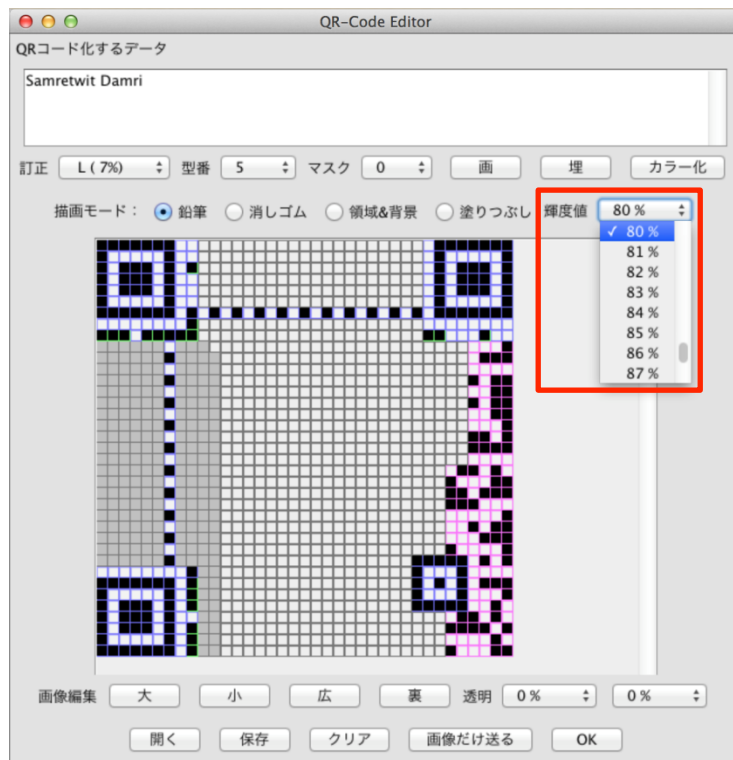 QR-Code Editor
QRコード化するデータ
Samretwit Damri
訂正 L ( 7%) 型番 5 マスク 0 画 埋 カラー化
描画モード： 鉛筆 消しゴム 領域&背景 塗りつぶし 輝度値 80 %
✓ 80 %
81 %
82 %
83 %
84 %
85 %
86 %
87 %
画像編集 大 小 広 裏 透明 0 % 0 %
開く 保存 クリア 画像だけ送る OK